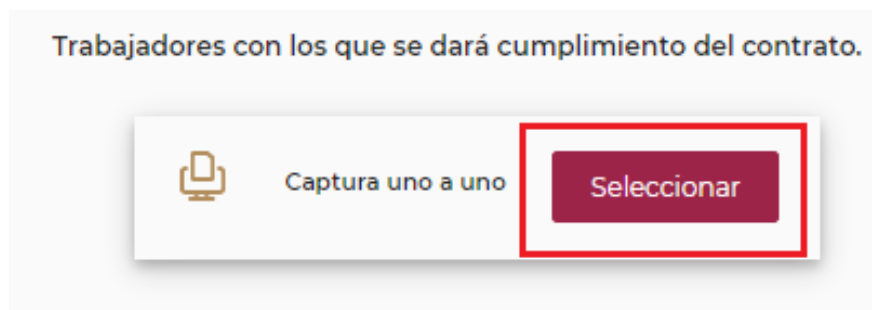 Trabajadores con los que se dará cumplimiento del contrato.
Captura uno a uno
Seleccionar